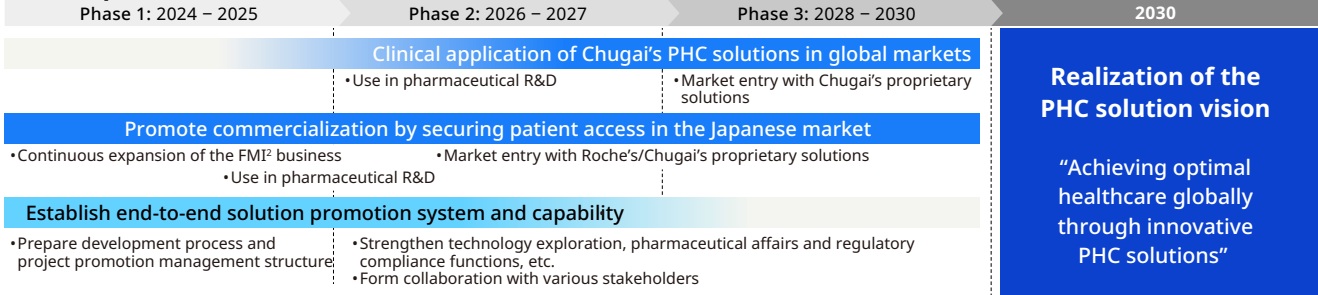 Phase 1: 2024 − 2025
Phase 2: 2026 − 2027
Phase 3: 2028 − 2030
2030
Clinical application of Chugai’s PHC solutions in global markets
•Use in pharmaceutical R&D
•Market entry with Chugai’s proprietary
solutions
Promote commercialization by securing patient access in the Japanese market
•Continuous expansion of the FMI² business
•Market entry with Roche’s/Chugai’s proprietary solutions
•Use in pharmaceutical R&D
Establish end-to-end solution promotion system and capability
•Prepare development process and
project promotion management structure
•Strengthen technology exploration, pharmaceutical affairs and regulatory
compliance functions, etc.
•Form collaboration with various stakeholders
Realization of the
PHC solution vision
“Achieving optimal
healthcare globally
through innovative
PHC solutions”